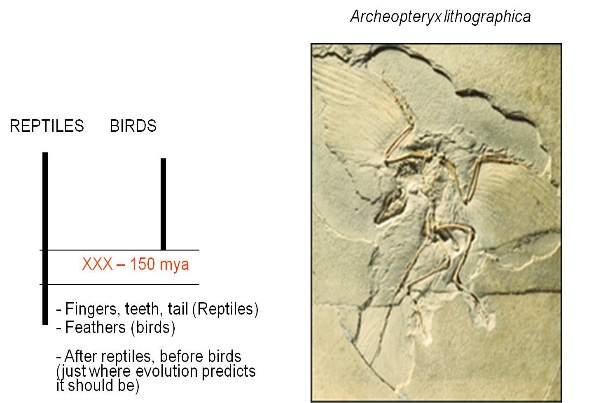 Archeopteryx lithographica
REPTILES BIRDS
XXX – 150 mya
- Fingers, teeth, tail (Reptiles)
- Feathers (birds)
- After reptiles, before birds
(just where evolution predicts
it should be)